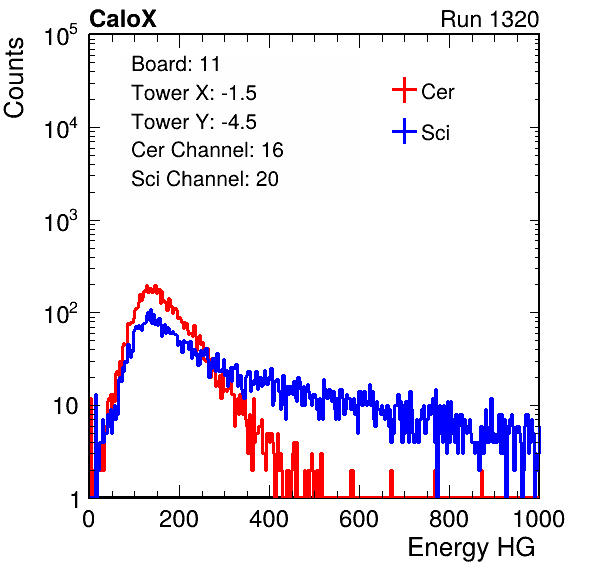 CaloX Run 1320
Counts
10^5
10^4
10^3
10^2
10
1
Board: 11
Tower X: -1.5
Tower Y: -4.5
Cer Channel: 16
Sci Channel: 20
Cer
Sci
0 200 400 600 800 1000
Energy HG